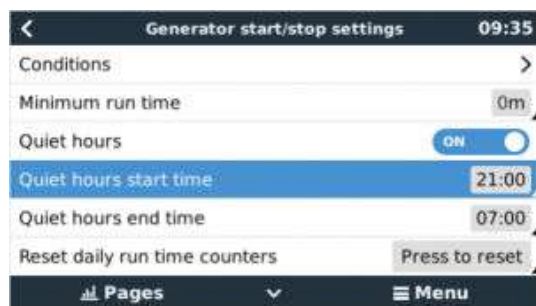 Generator start/stop settings 09:35
Conditions
Minimum run time 0m
Quiet hours ON
Quiet hours start time 21:00
Quiet hours end time 07:00
Reset daily run time counters Press to reset
Pages Menu